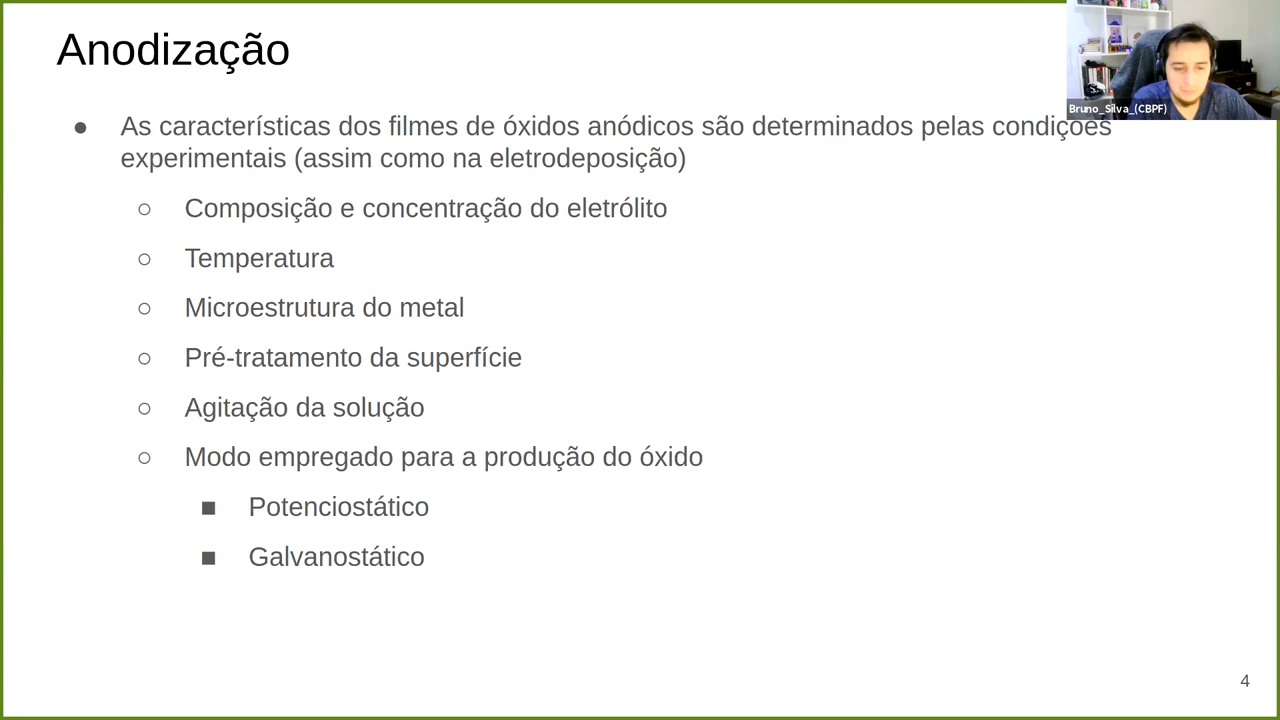 Anodização
Bruno_Silva_(CBPF)
● As características dos filmes de óxidos anódicos são determinados pelas condições
experimentais (assim como na eletrodeposição)
○ Composição e concentração do eletrólito
○ Temperatura
○ Microestrutura do metal
○ Pré-tratamento da superfície
○ Agitação da solução
○ Modo empregado para a produção do óxido
■ Potenciostático
■ Galvanostático
4